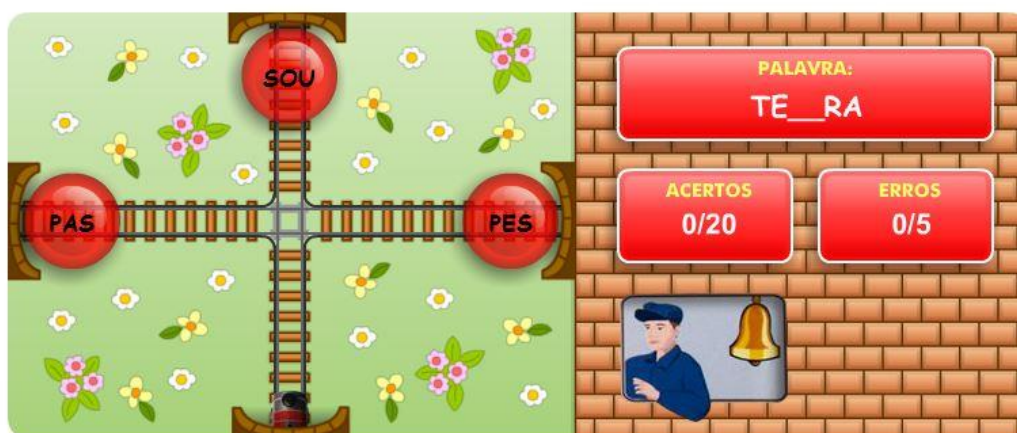 SOU
PAS
PES
PALAVRA:
TE__RA
ACERTOS
0/20
ERROS
0/5